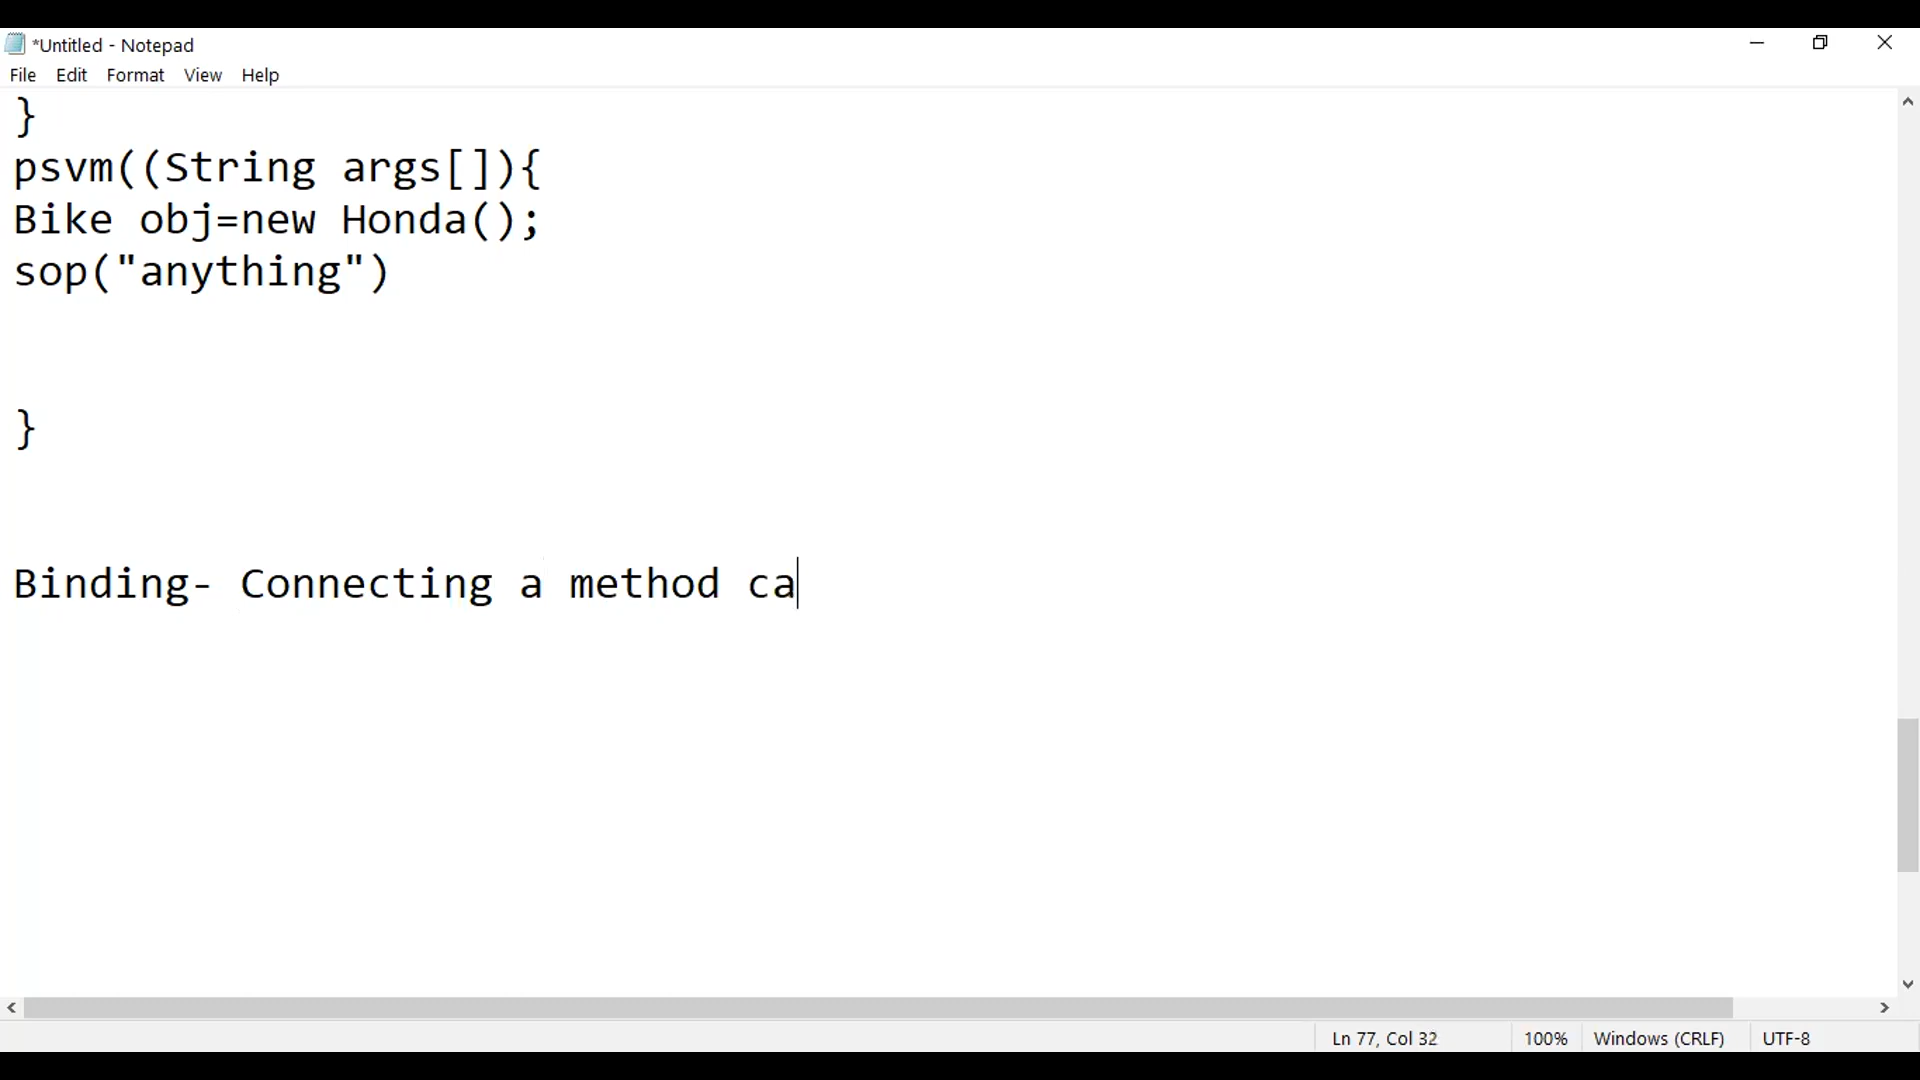 *Untitled - Notepad
File Edit Format View Help
}
psvm((String args[]){
Bike obj=new Honda();
sop("anything")
}
Binding- Connecting a method ca
Ln 77, Col 32 100% Windows (CRLF) UTF-8